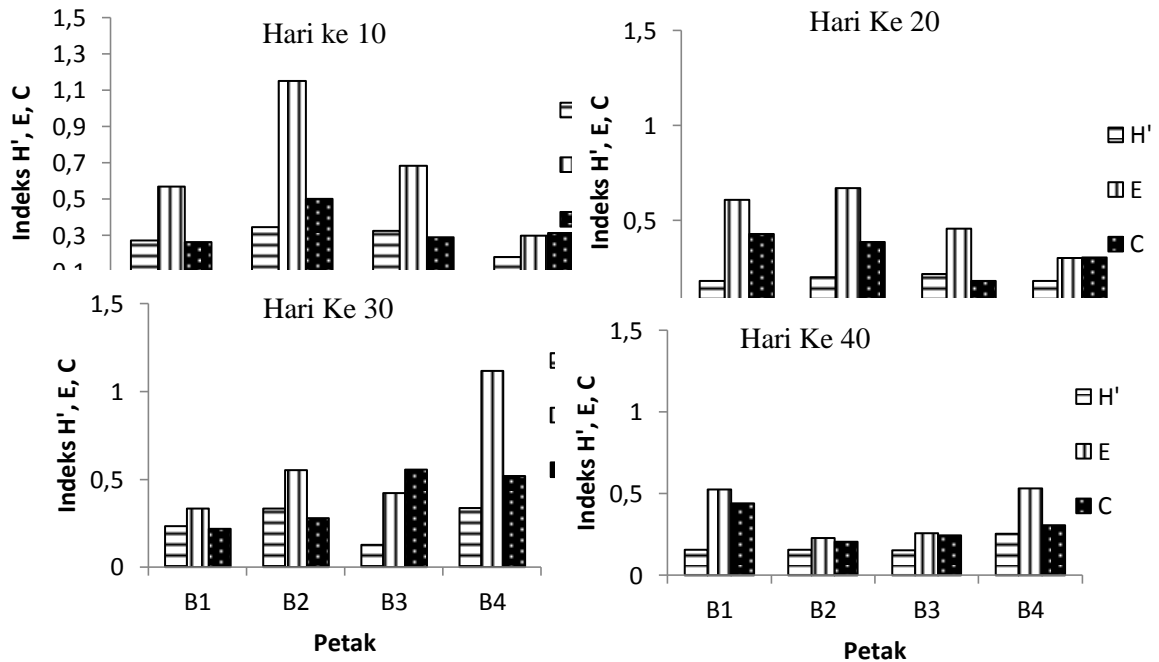 Hari ke 10
Indeks H', E, C
1,5
1,3
1,1
0,9
0,7
0,5
0,3
0,1
Hari Ke 20
Indeks H', E, C
1,5
1
0,5
H'
E
C
Hari Ke 30
Indeks H', E, C
1,5
1
0,5
0
B1 B2 B3 B4
Petak
Hari Ke 40
Indeks H', E, C
1,5
1
0,5
0
H'
E
C
B1 B2 B3 B4
Petak